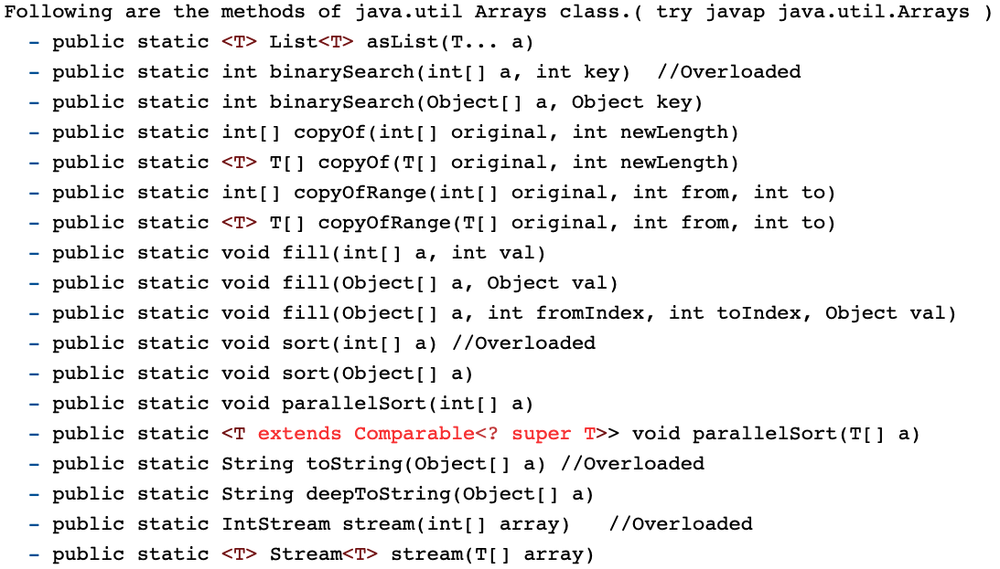 Following are the methods of java.util Arrays class.( try javap java.util.Arrays )
- public static <T> List<T> asList(T... a)
- public static int binarySearch(int[] a, int key)  //Overloaded
- public static int binarySearch(Object[] a, Object key)
- public static int[] copyOf(int[] original, int newLength)
- public static <T> T[] copyOf(T[] original, int newLength)
- public static int[] copyOfRange(int[] original, int from, int to)
- public static <T> T[] copyOfRange(T[] original, int from, int to)
- public static void fill(int[] a, int val)
- public static void fill(Object[] a, Object val)
- public static void fill(Object[] a, int fromIndex, int toIndex, Object val)
- public static void sort(int[] a) //Overloaded
- public static void sort(Object[] a)
- public static void parallelSort(int[] a)
- public static <T extends Comparable<? super T>> void parallelSort(T[] a)
- public static String toString(Object[] a) //Overloaded
- public static String deepToString(Object[] a)
- public static IntStream stream(int[] array)   //Overloaded
- public static <T> Stream<T> stream(T[] array)